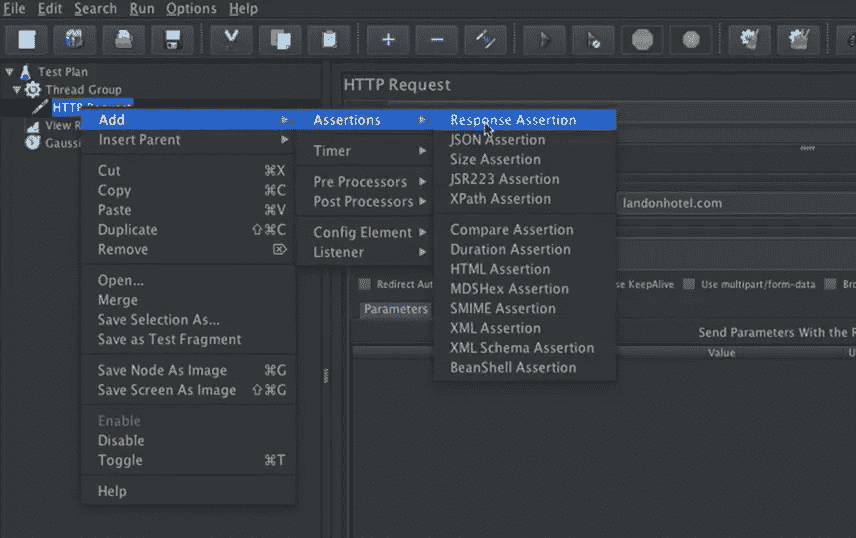 File Edit Search Run Options Help
Test Plan
Thread Group
HTTP Request
View R
Gaussi
HTTP Request
landonhotel.com
Redirect Aut
se KeepAlive
Use multipart/form-data
Bro
Parameters
Send Parameters With the R
Value
Add
Insert Parent
Cut ⌘X
Copy ⌘C
Paste ⌘V
Duplicate ⇧⌘C
Remove ⌦
Open...
Merge
Save Selection As...
Save as Test Fragment
Save Node As Image ⌘G
Save Screen As Image ⇧⌘G
Enable
Disable
Toggle ⌘T
Help
Assertions
Timer
Pre Processors
Post Processors
Config Element
Listener
Response Assertion
JSON Assertion
Size Assertion
JSR223 Assertion
XPath Assertion
Compare Assertion
Duration Assertion
HTML Assertion
MD5Hex Assertion
SMIME Assertion
XML Assertion
XML Schema Assertion
BeanShell Assertion